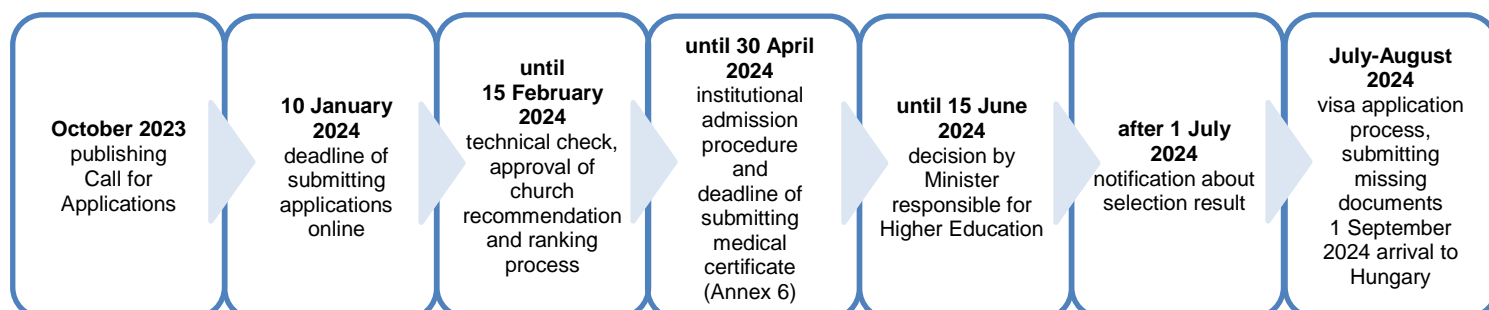 October 2023
publishing
Call for
Applications
10 January
2024
deadline of
submitting
applications
online
until
15 February
2024
technical check,
approval of
church
recommendation
and ranking
process
until 30 April
2024
institutional
admission
procedure
and
deadline of
submitting
medical
certificate
(Annex 6)
until 15 June
2024
decision by
Minister
responsible for
Higher Education
after 1 July
2024
notification about
selection result
July-August
2024
visa application
process,
submitting
missing
documents
1 September
2024 arrival to
Hungary